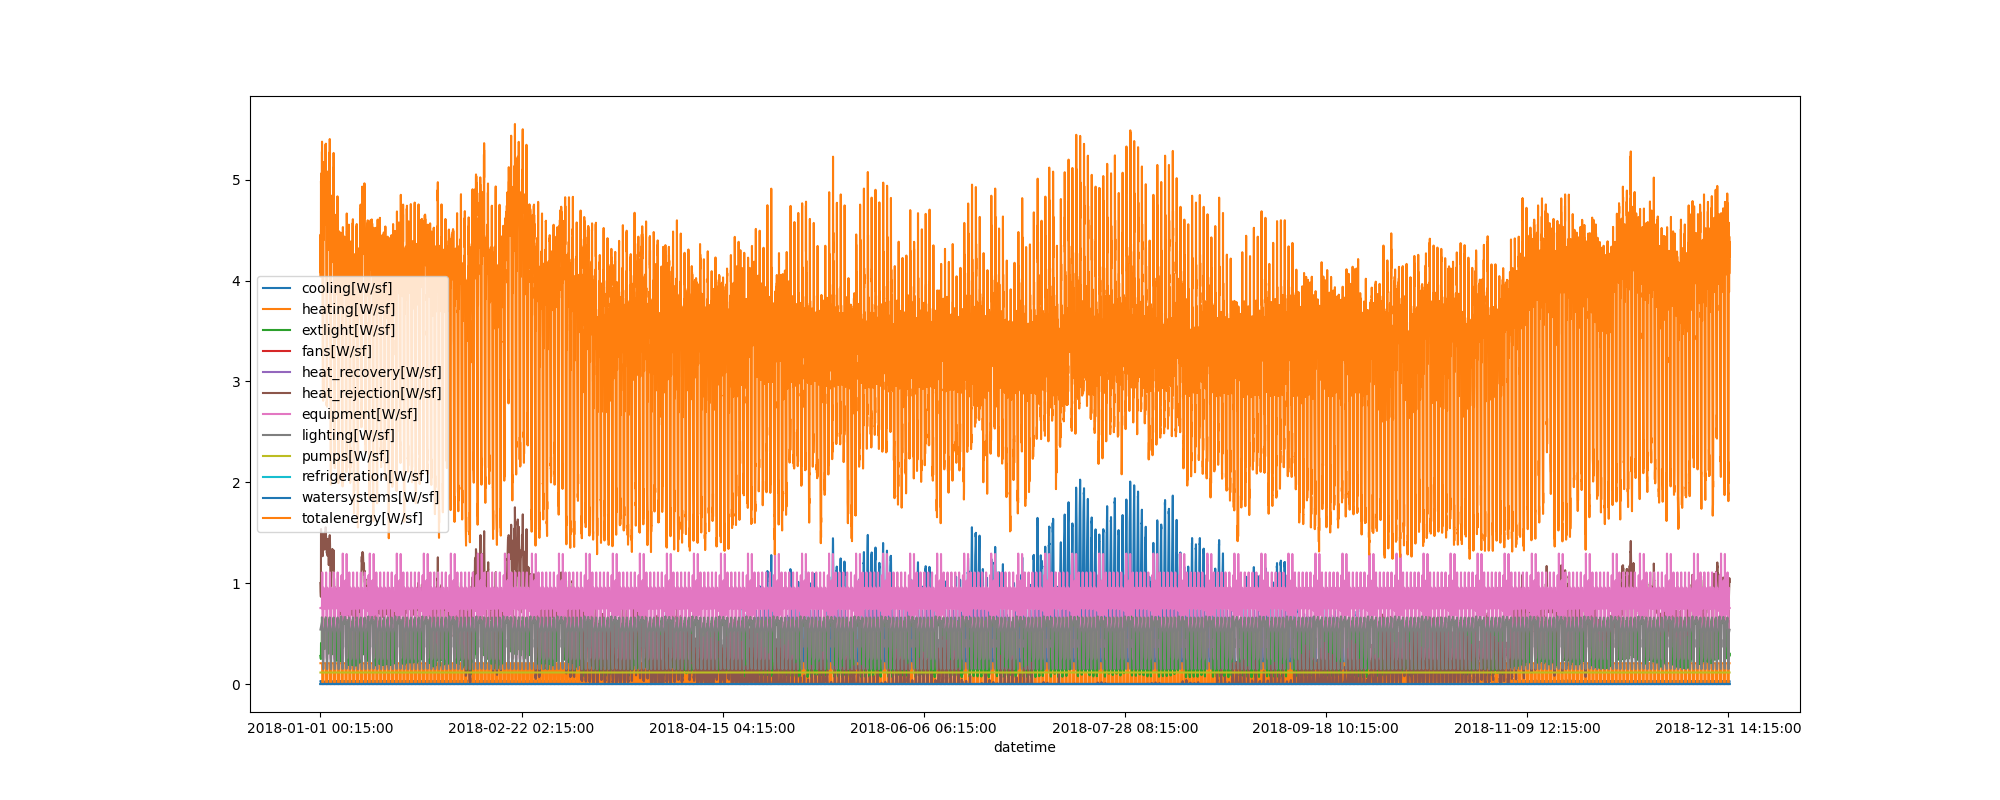 5
4
3
2
1
0
cooling[W/sf]
heating[W/sf]
extlight[W/sf]
fans[W/sf]
heat_recovery[W/sf]
heat_rejection[W/sf]
equipment[W/sf]
lighting[W/sf]
pumps[W/sf]
refrigeration[W/sf]
watersystems[W/sf]
totalenergy[W/sf]
2018-01-01 00:15:00 2018-02-22 02:15:00 2018-04-15 04:15:00 2018-06-06 06:15:00 2018-07-28 08:15:00 2018-09-18 10:15:00 2018-11-09 12:15:00 2018-12-31 14:15:00
datetime